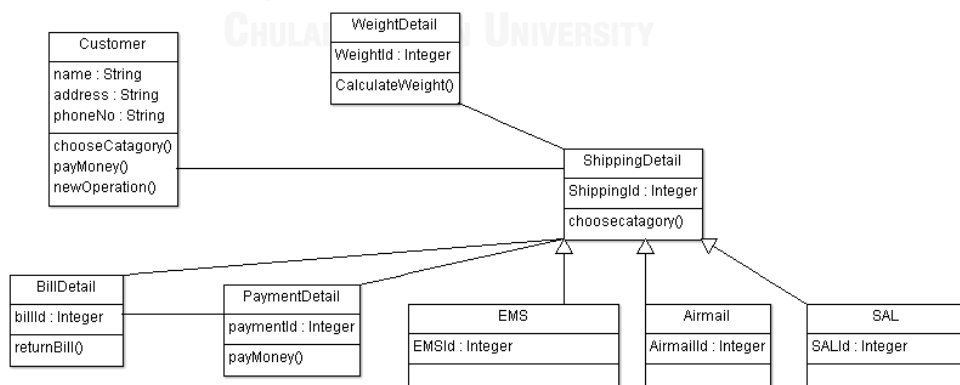 UNIVERSITY
WeightDetail
WeightId : Integer
CalculateWeight()
Customer
name : String
address : String
phoneNo : String
chooseCatagory()
payMoney()
newOperation()
ShippingDetail
ShippingId : Integer
choosecatagory()
BillDetail
billId : Integer
returnBill()
PaymentDetail
paymentId : Integer
payMoney()
EMS
EMSId : Integer
Airmail
AirmailId : Integer
SAL
SALId : Integer